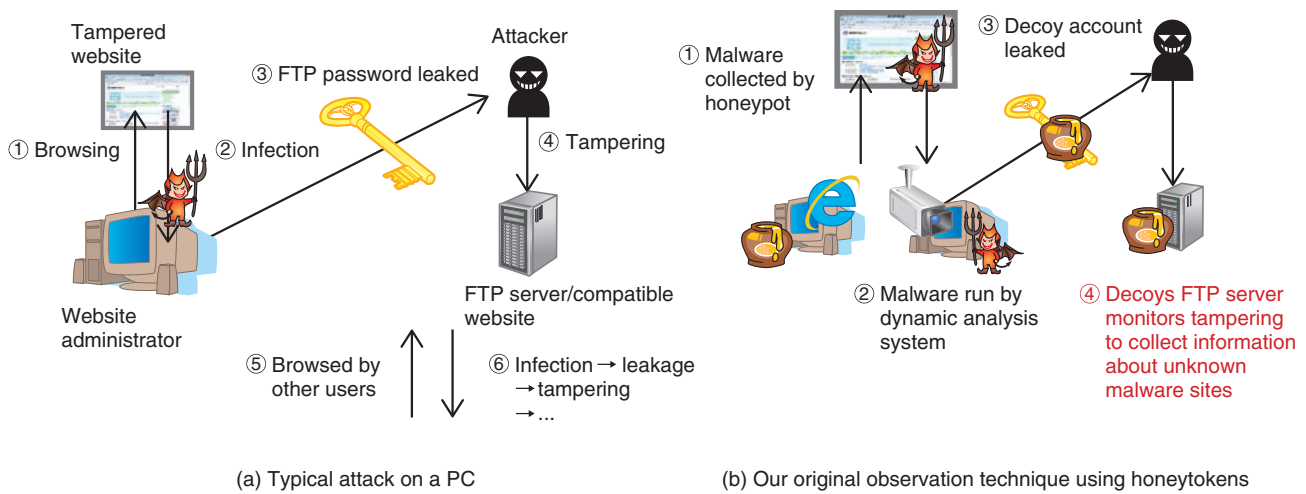 Tampered
website
① Browsing
② Infection
③ FTP password leaked
Attacker
④ Tampering
Website
administrator
FTP server/compatible
website
⑤ Browsed by
other users
⑥ Infection → leakage
→ tampering
→ ...
(a) Typical attack on a PC
① Malware
collected by
honeypot
③ Decoy account
leaked
② Malware run by
dynamic analysis
system
④ Decoys FTP server
monitors tampering
to collect information
about unknown
malware sites
(b) Our original observation technique using honeytokens